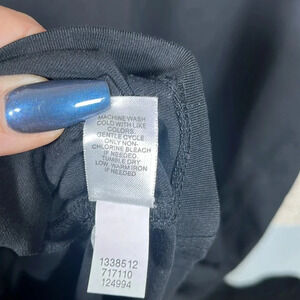 MACHINE WASH
COLD WITH LIKE
COLORS.
GENTLE CYCLE.
ONLY NON-
CHLORINE BLEACH
IF NEEDED.
TUMBLE DRY
LOW. WARM IRON
IF NEEDED
1338512
717110
124994